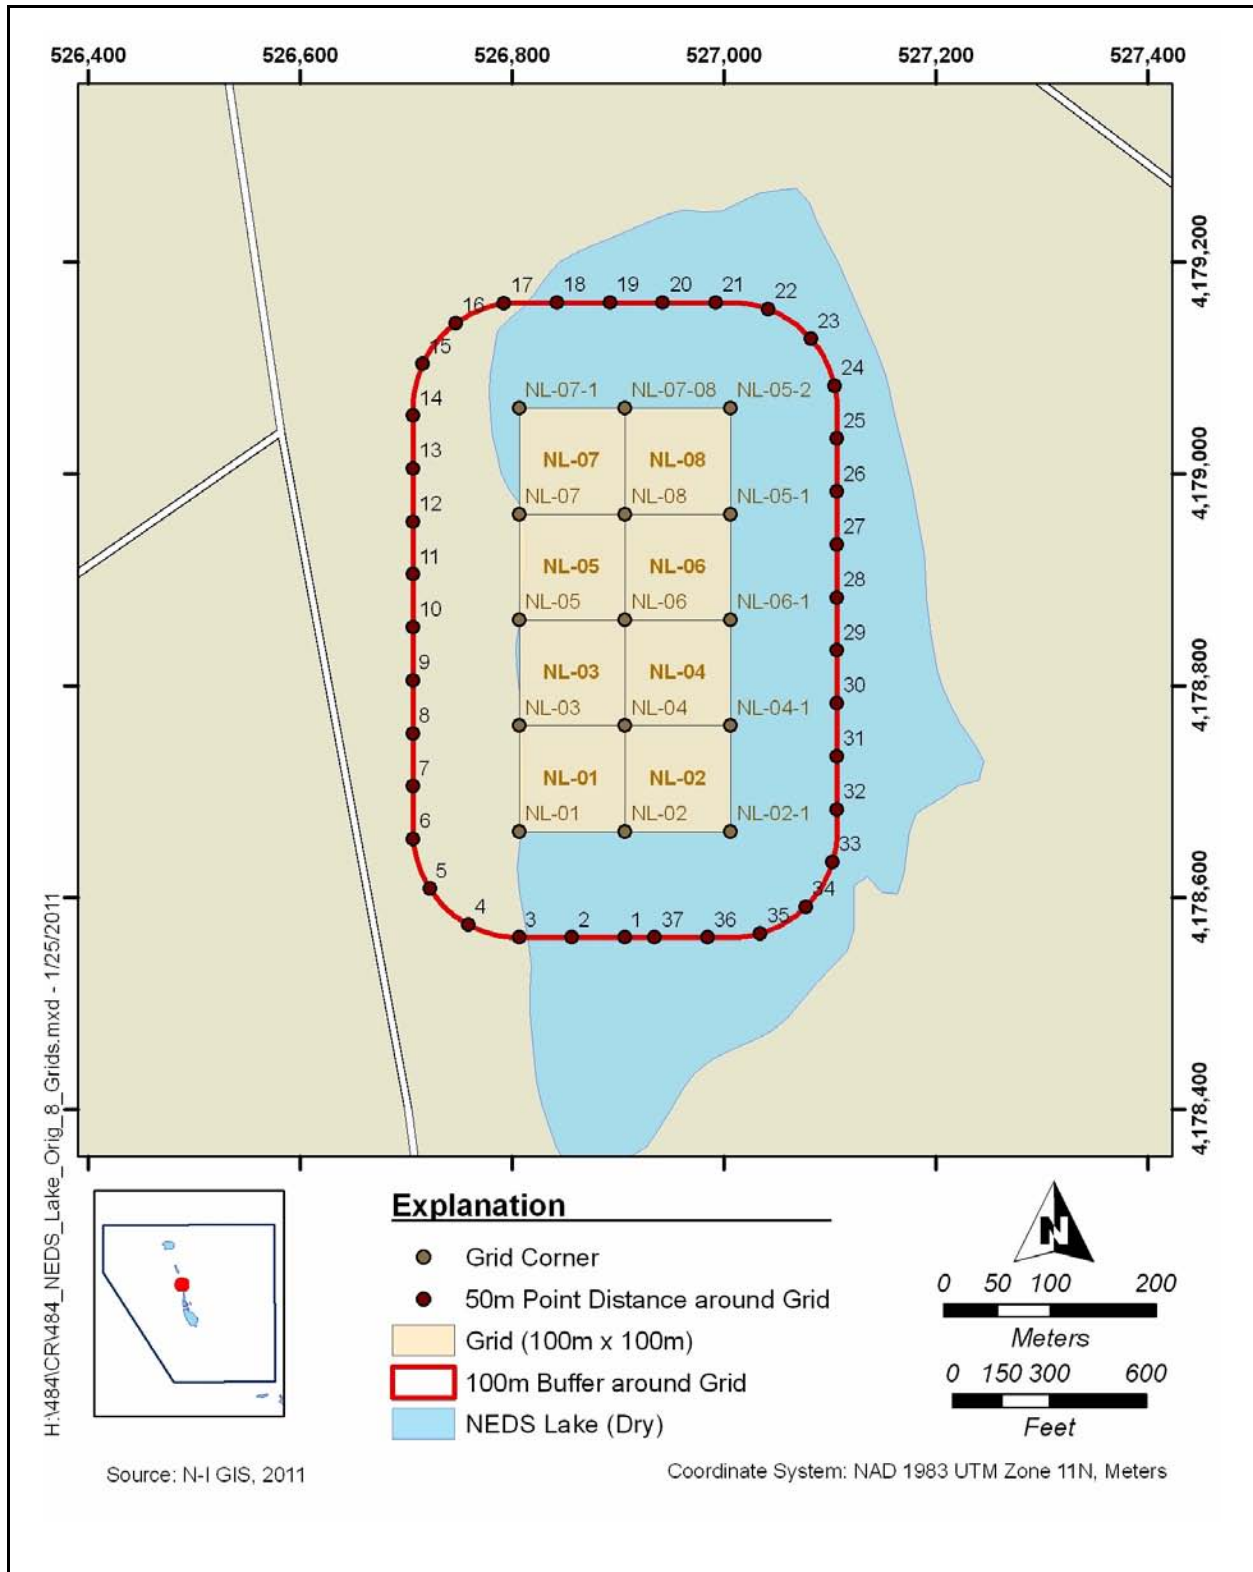 526,400 526,600 526,800 527,000 527,200 527,400
4,179,200
4,179,000
4,178,800
4,178,600
4,178,400
17 18 19 20 21 22
16 23
15 24
14 25
13 26
12 27
11 28
10 29
9 30
8 31
7 32
6 33
5 34
4 3 2 1 37 36 35
NL-07-1 NL-07-08 NL-05-2
NL-07 NL-08
NL-07 NL-08 NL-05-1
NL-05 NL-06
NL-05 NL-06 NL-06-1
NL-03 NL-04
NL-03 NL-04 NL-04-1
NL-01 NL-02
NL-01 NL-02 NL-02-1
H:\484\CR\484_NEDS_Lake_Orig_8_Grids.mxd - 1/25/2011
Explanation
Grid Corner
50m Point Distance around Grid
Grid (100m x 100m)
100m Buffer around Grid
NEDS Lake (Dry)
N
0 50 100 200
Meters
0 150 300 600
Feet
Source: N-I GIS, 2011
Coordinate System: NAD 1983 UTM Zone 11N, Meters